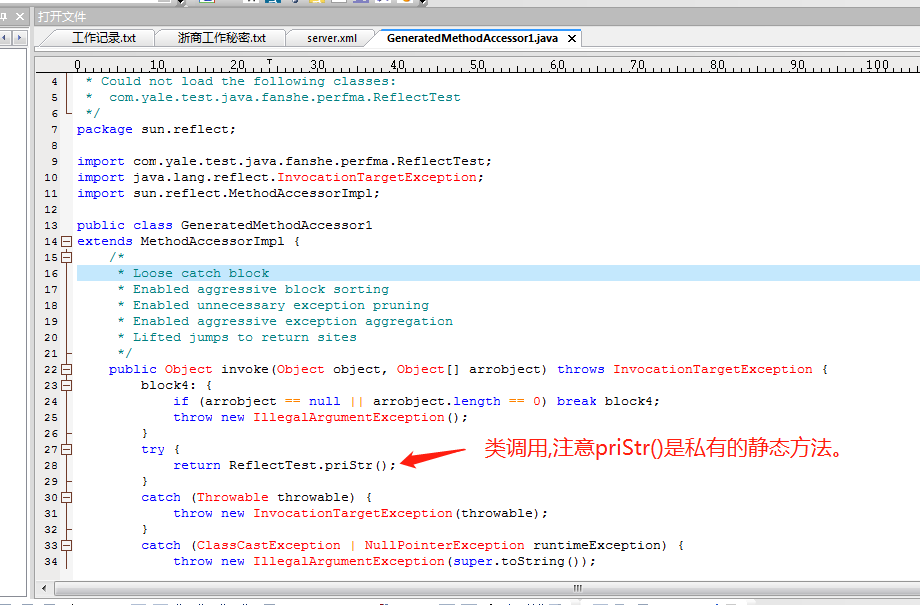 打开文件
工作记录.txt 浙商工作秘密.txt server.xml GeneratedMethodAccessor1.java
0 10 20 30 40 50 60 70 80 90 100
4 * Could not load the following classes:
5 *  com.yale.test.java.fanshe.perfma.ReflectTest
6 */
7 package sun.reflect;
8
9 import com.yale.test.java.fanshe.perfma.ReflectTest;
10 import java.lang.reflect.InvocationTargetException;
11 import sun.reflect.MethodAccessorImpl;
12
13 public class GeneratedMethodAccessor1
14 extends MethodAccessorImpl {
15 /*
16 * Loose catch block
17 * Enabled aggressive block sorting
18 * Enabled unnecessary exception pruning
19 * Enabled aggressive exception aggregation
20 * Lifted jumps to return sites
21 */
22 public Object invoke(Object object, Object[] arrobject) throws InvocationTargetException {
23 block4: {
24 if (arrobject == null || arrobject.length == 0) break block4;
25 throw new IllegalArgumentException();
26 }
27 try {
28 return ReflectTest.priStr(); 类调用,注意priStr()是私有的静态方法。
29 }
30 catch (Throwable throwable) {
31 throw new InvocationTargetException(throwable);
32 }
33 catch (ClassCastException | NullPointerException runtimeException) {
34 throw new IllegalArgumentException(super.toString());